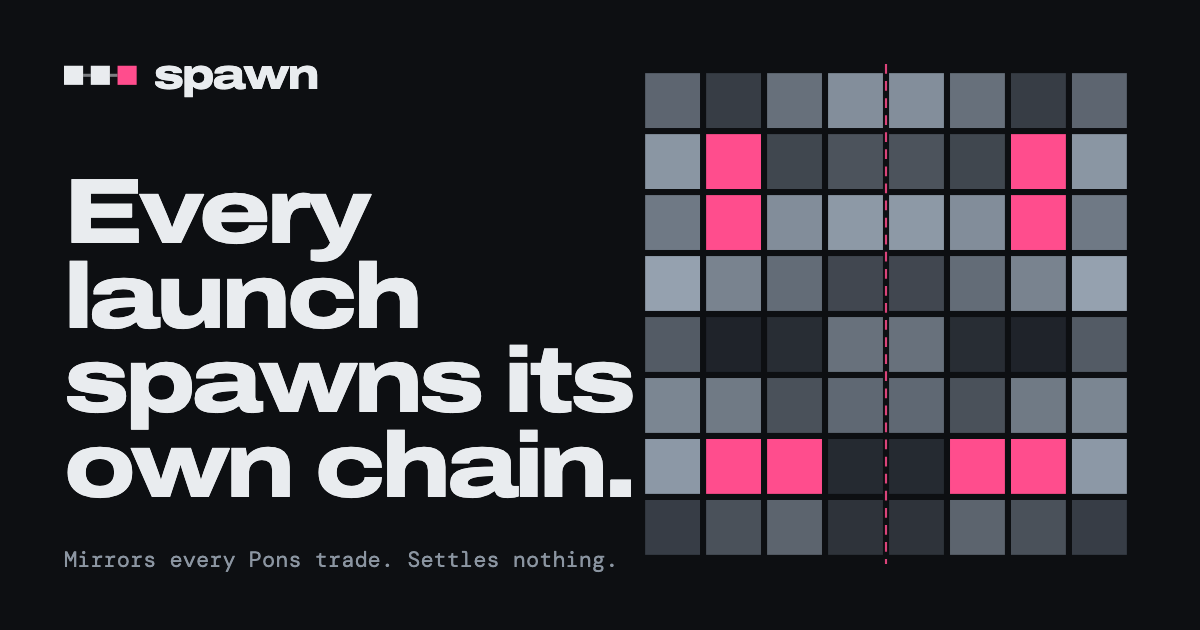 spawn
Every
launch
spawns its
own chain.
Mirrors every Pons trade. Settles nothing.